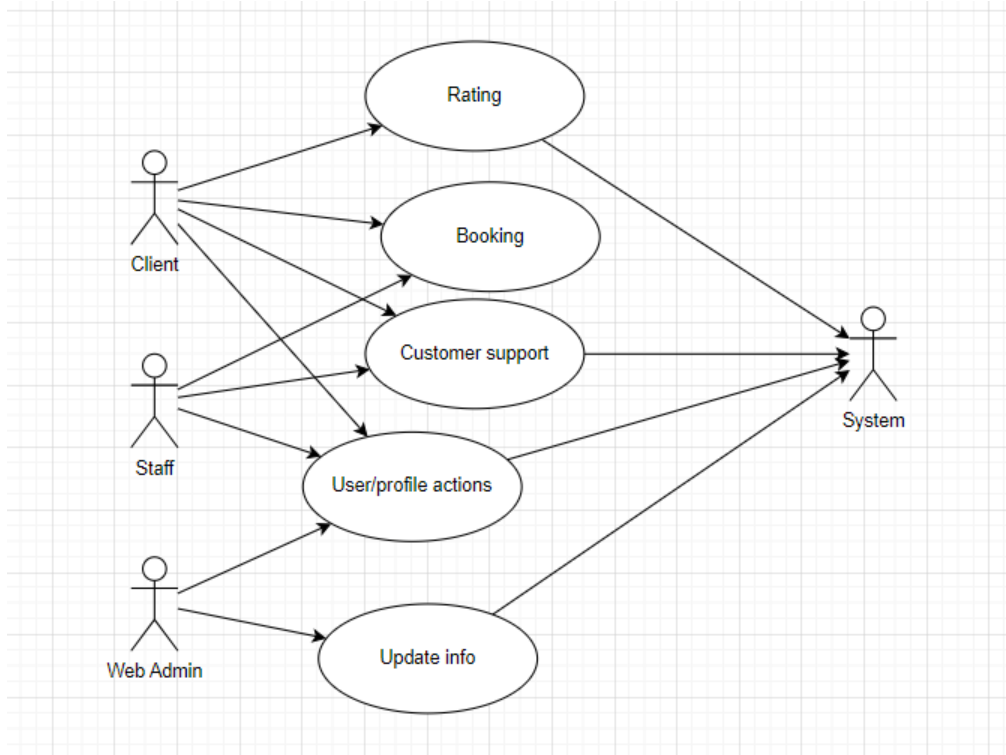 Rating
Booking
Client
Customer support
System
Staff
User/profile actions
Web Admin
Update info